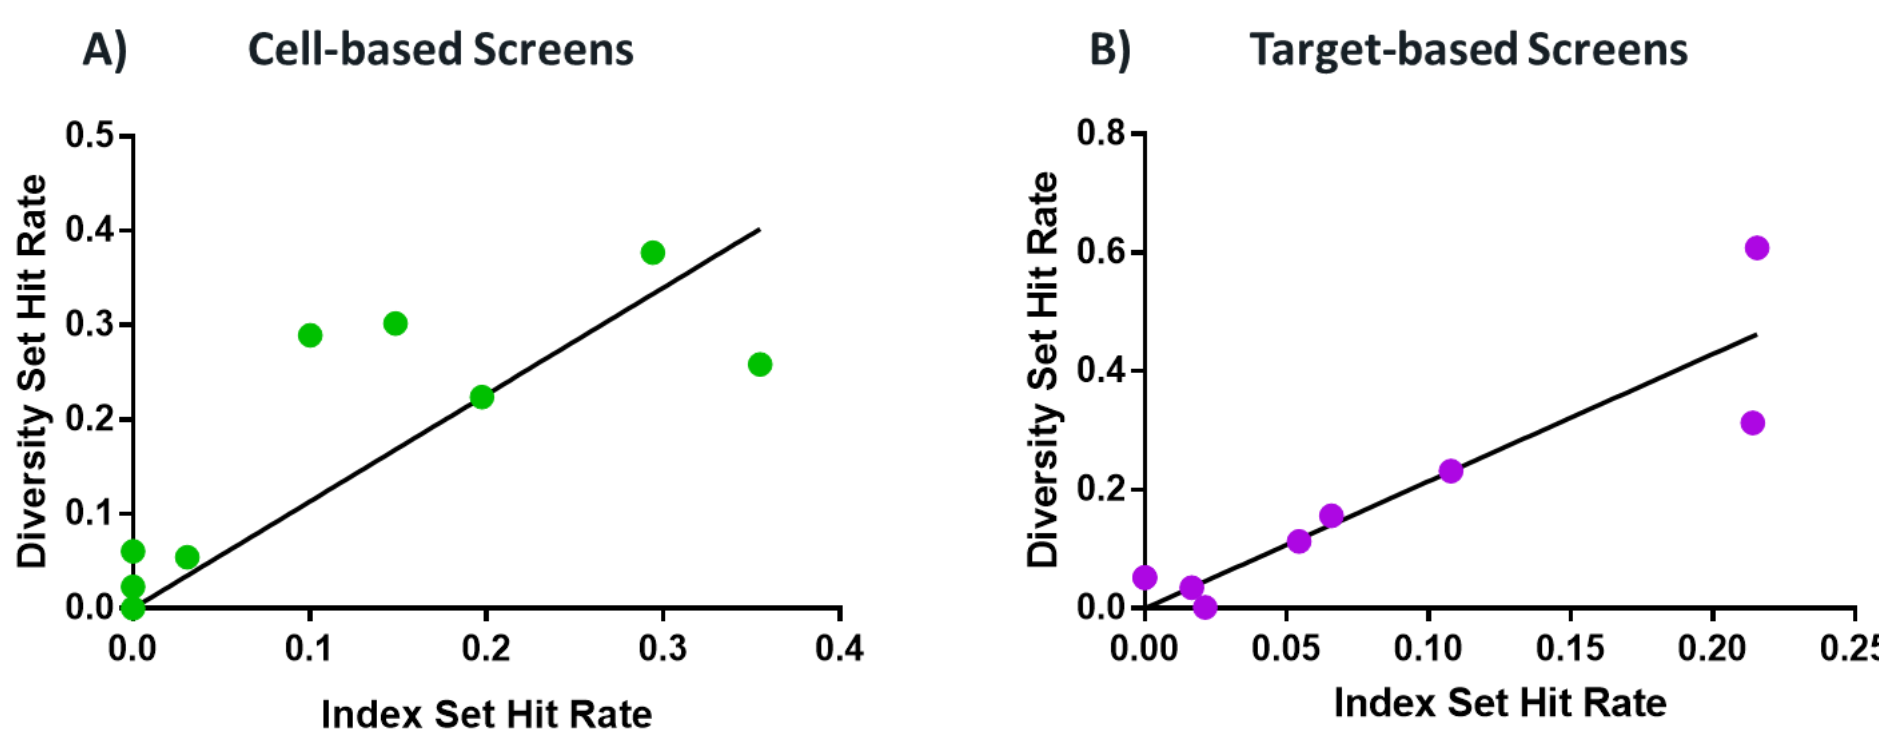 A) Cell-based Screens
Diversity Set Hit Rate
0.5
0.4
0.3
0.2
0.1
0.0
0.0 0.1 0.2 0.3 0.4
Index Set Hit Rate
B) Target-based Screens
Diversity Set Hit Rate
0.8
0.6
0.4
0.2
0.0
0.00 0.05 0.10 0.15 0.20 0.25
Index Set Hit Rate